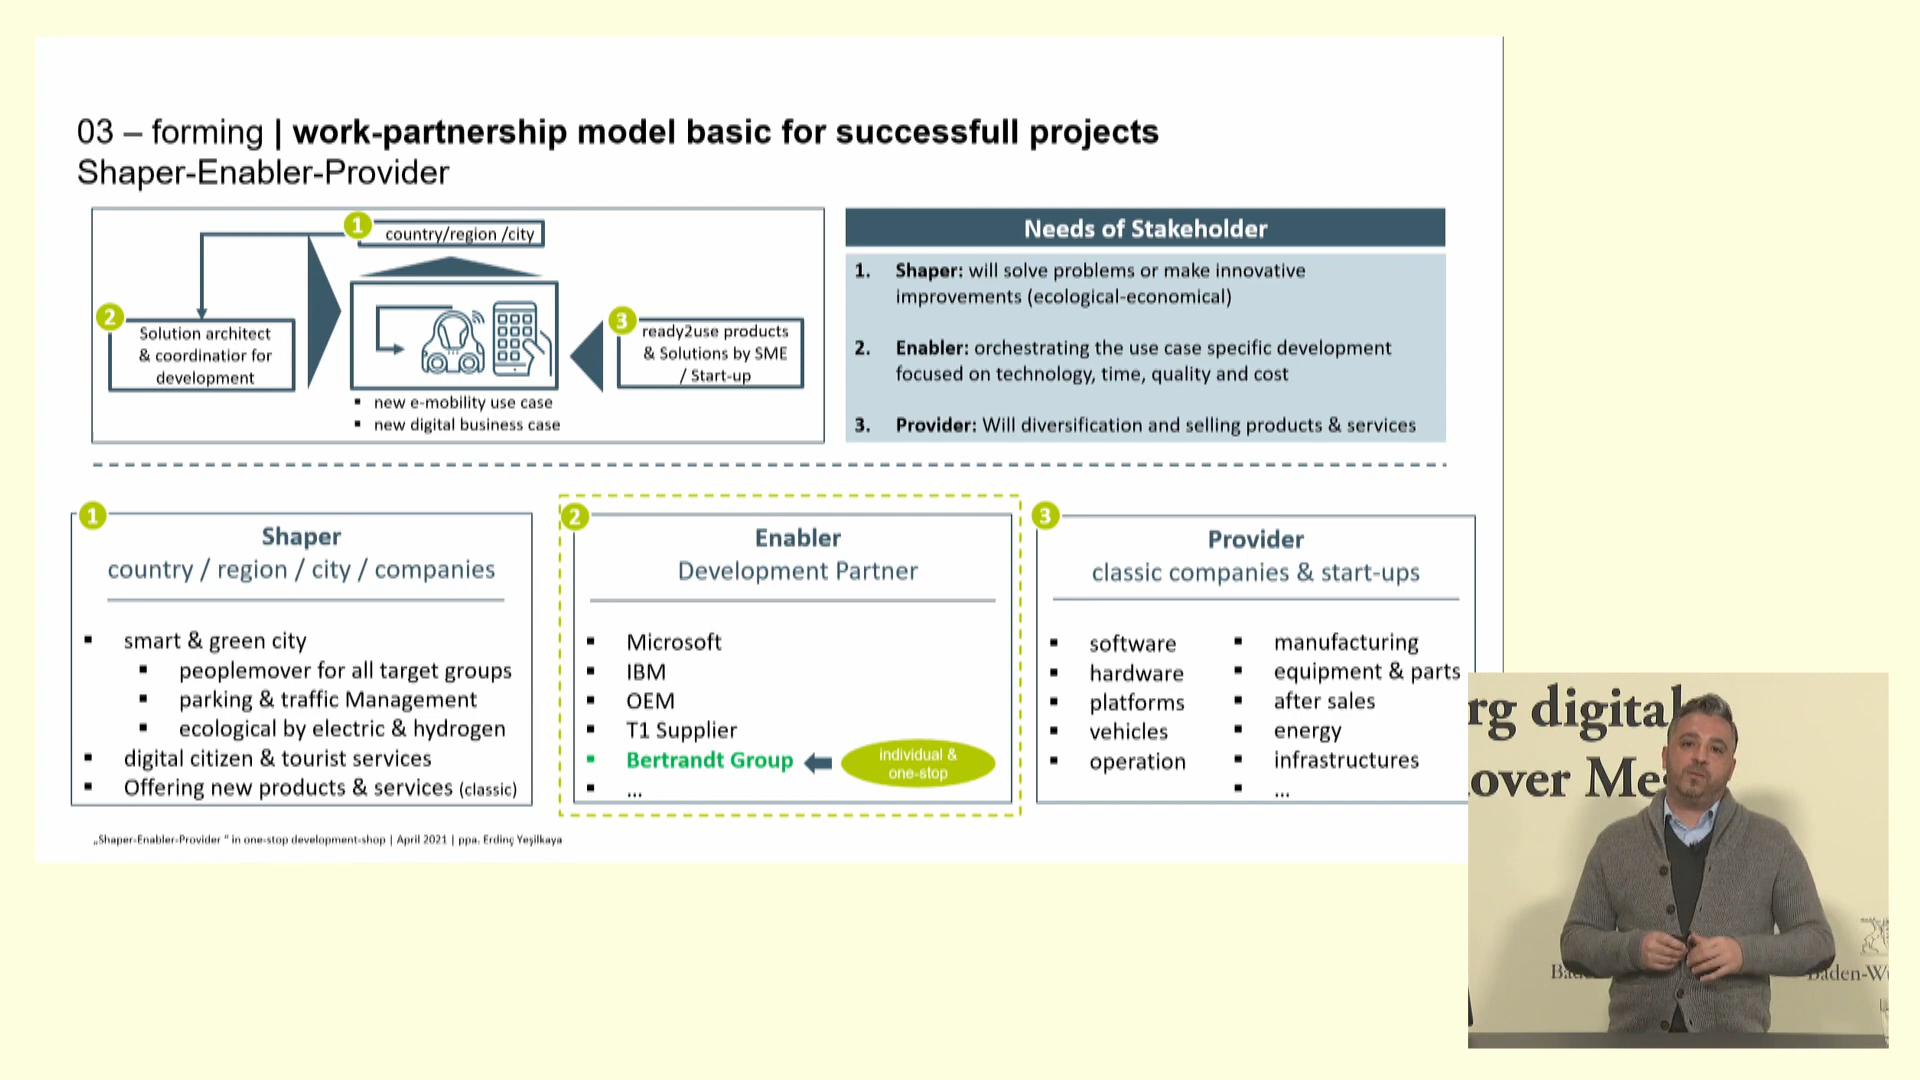 03 – forming | work-partnership model basic for successfull projects
Shaper-Enabler-Provider
1
country/region /city
2
Solution architect
& coordinatior for
development
3
ready2use products
& Solutions by SME
/ Start-up
▪ new e-mobility use case
▪ new digital business case
Needs of Stakeholder
1. Shaper: will solve problems or make innovative
improvements (ecological-economical)
2. Enabler: orchestrating the use case specific development
focused on technology, time, quality and cost
3. Provider: Will diversification and selling products & services
1
Shaper
country / region / city / companies
▪ smart & green city
▪ peoplemover for all target groups
▪ parking & traffic Management
▪ ecological by electric & hydrogen
▪ digital citizen & tourist services
▪ Offering new products & services (classic)
2
Enabler
Development Partner
▪ Microsoft
▪ IBM
▪ OEM
▪ T1 Supplier
▪ Bertrandt Group
▪ ...
individual &
one-stop
3
Provider
classic companies & start-ups
▪ software
▪ hardware
▪ platforms
▪ vehicles
▪ operation
▪ manufacturing
▪ equipment & parts
▪ after sales
▪ energy
▪ infrastructures
▪ ...
„Shaper-Enabler-Provider “ in one-stop development-shop | April 2021 | ppa. Erdinç Yeşilkaya
rg digital
over Me
Baden-W